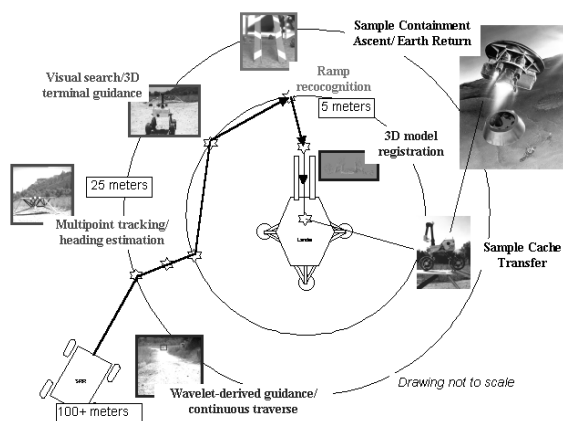 Sample Containment
Ascent/ Earth Return
Visual search/3D
terminal guidance
Ramp
recocognition
5 meters
3D model
registration
25 meters
Multipoint tracking/
heading estimation
Lander
Sample Cache
Transfer
SRR
100+ meters
Wavelet-derived guidance/
continuous traverse
Drawing not to scale